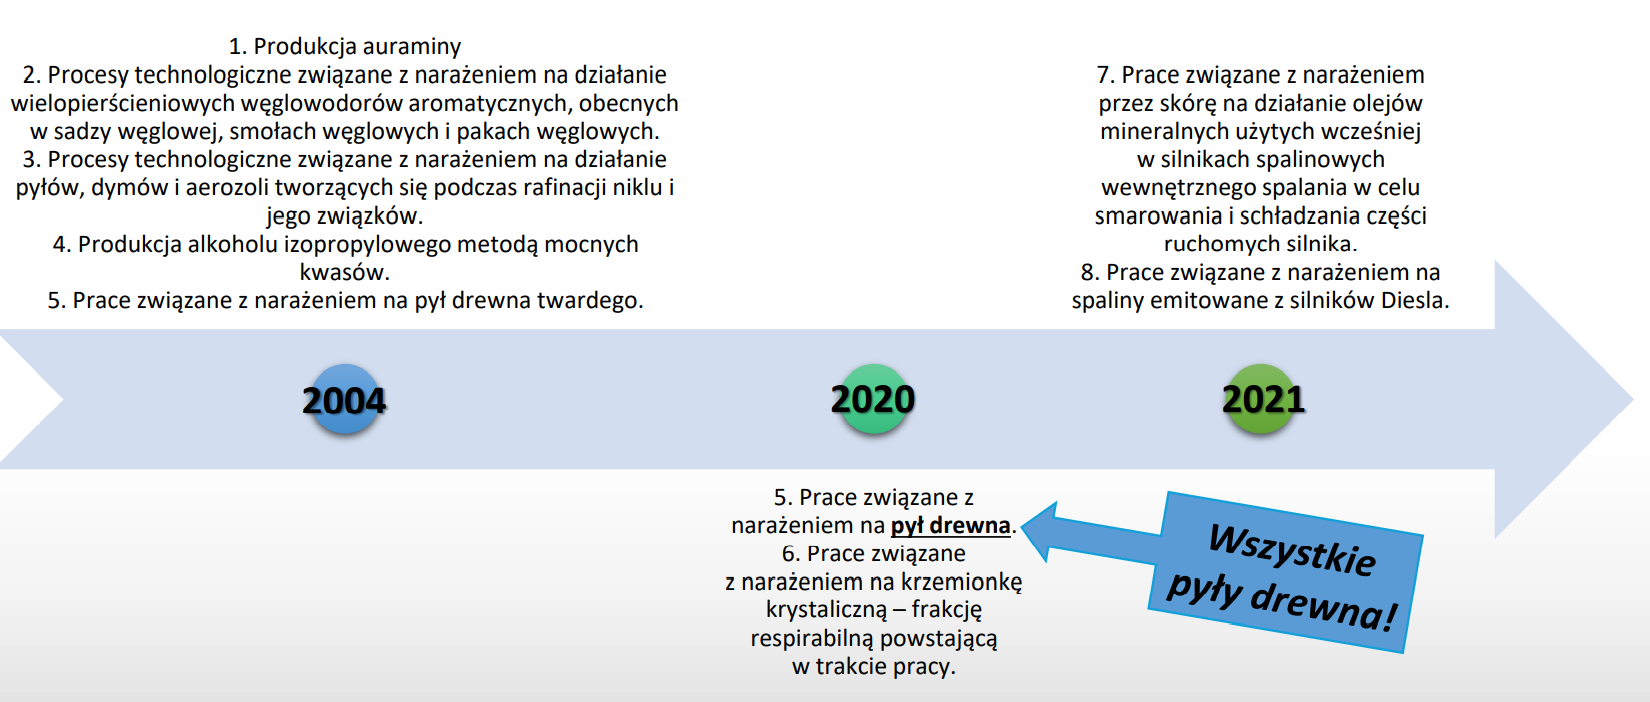 1. Produkcja auraminy
2. Procesy technologiczne związane z narażeniem na działanie
wielopierścieniowych węglowodorów aromatycznych, obecnych
w sadzy węglowej, smołach węglowych i pakach węglowych.
3. Procesy technologiczne związane z narażeniem na działanie
pyłów, dymów i aerozoli tworzących się podczas rafinacji niklu i
jego związków.
4. Produkcja alkoholu izopropylowego metodą mocnych
kwasów.
5. Prace związane z narażeniem na pył drewna twardego.
7. Prace związane z narażeniem
przez skórę na działanie olejów
mineralnych użytych wcześniej
w silnikach spalinowych
wewnętrznego spalania w celu
smarowania i schładzania części
ruchomych silnika.
8. Prace związane z narażeniem na
spaliny emitowane z silników Diesla.
2004
2020
2021
5. Prace związane z
narażeniem na pył drewna.
6. Prace związane
z narażeniem na krzemionkę
krystaliczną – frakcję
respirabilną powstającą
w trakcie pracy.
Wszystkie
pyły drewna!